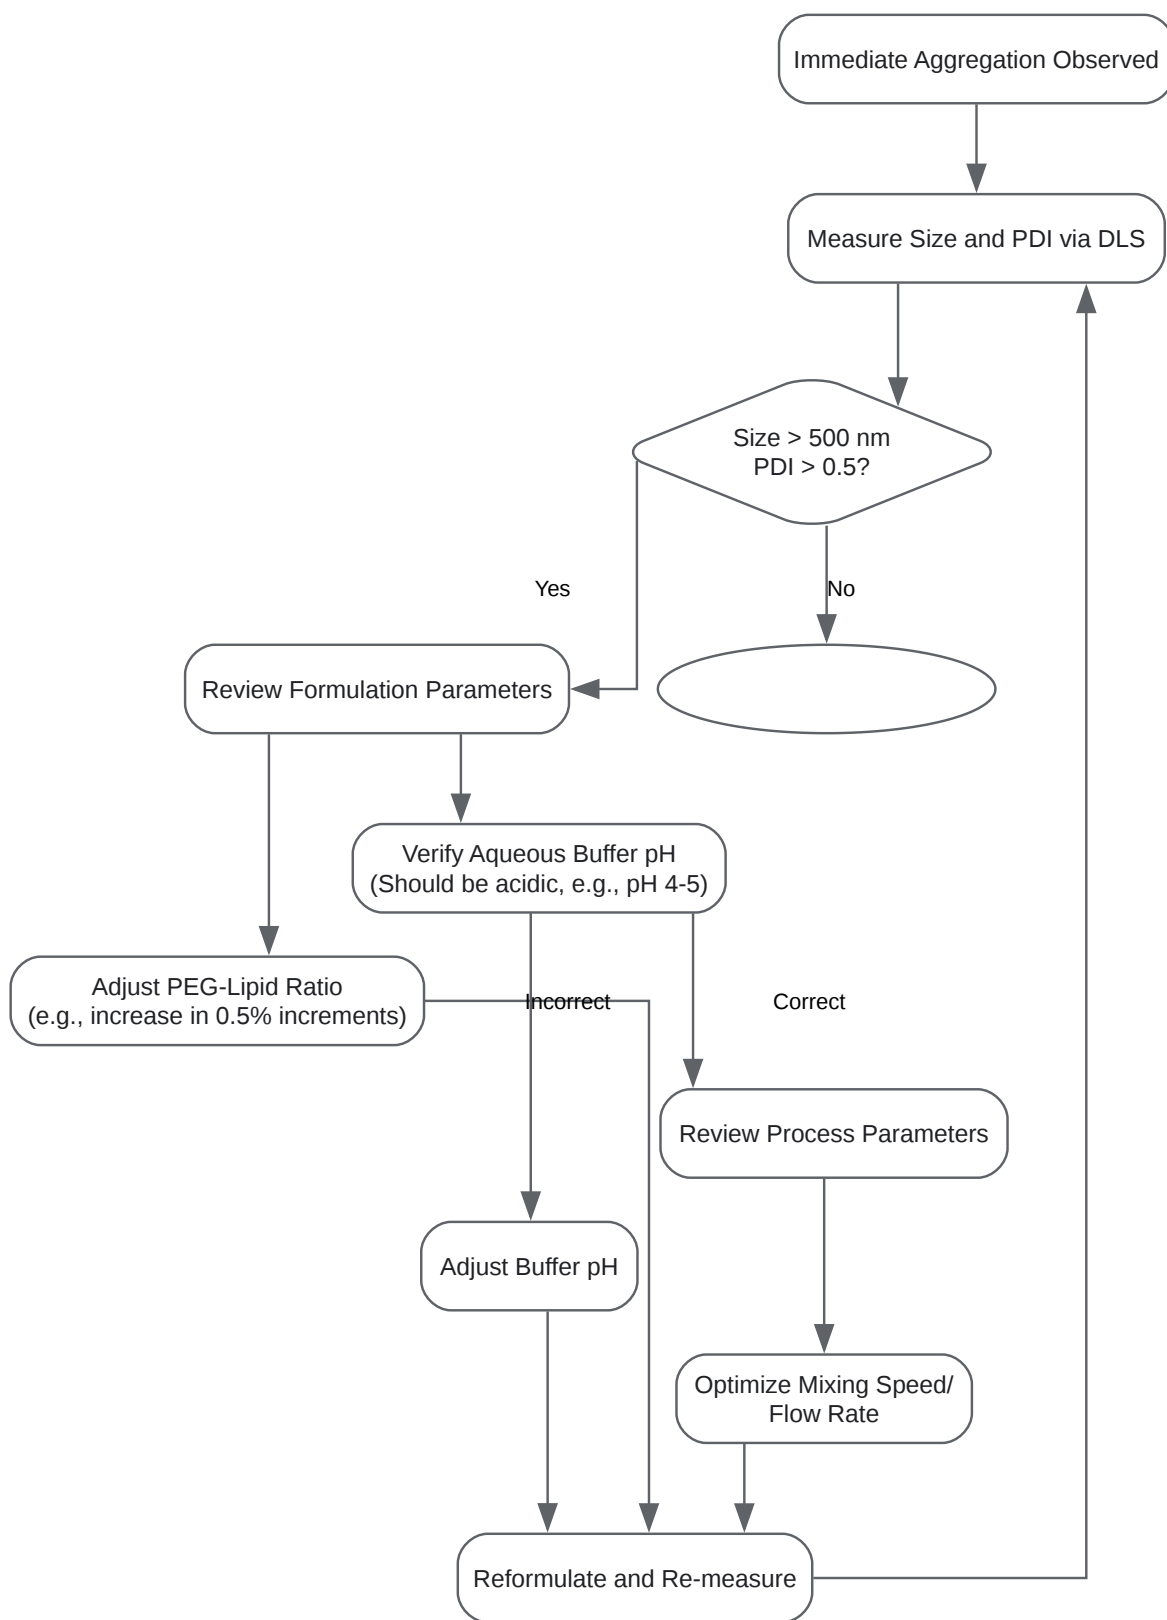 Immediate Aggregation Observed
Measure Size and PDI via DLS
Size > 500 nm
PDI > 0.5?
Yes
No
Review Formulation Parameters
Verify Aqueous Buffer pH
(Should be acidic, e.g., pH 4-5)
Adjust PEG-Lipid Ratio
(e.g., increase in 0.5% increments)
Incorrect
Correct
Review Process Parameters
Adjust Buffer pH
Optimize Mixing Speed/
Flow Rate
Reformulate and Re-measure